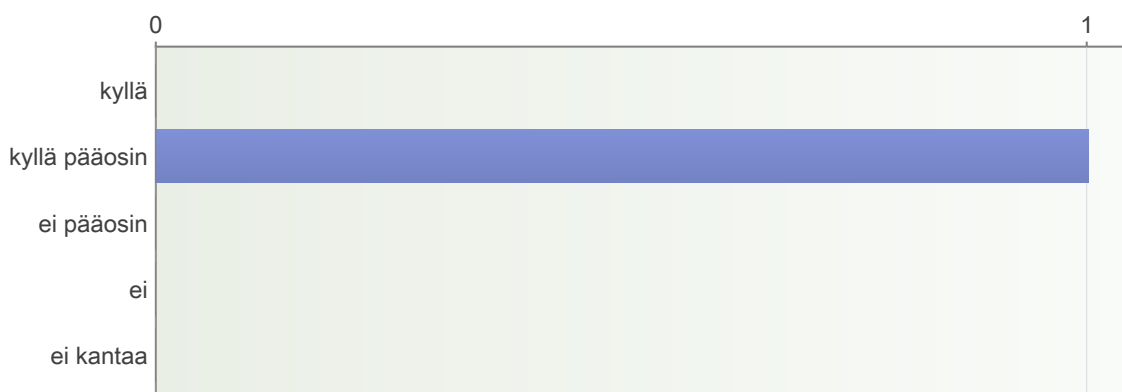 0 1
kyllä
kyllä pääosin
ei pääosin
ei
ei kantaa